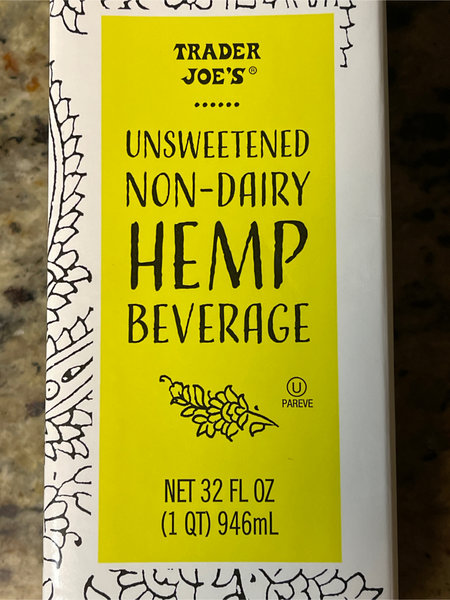 TRADER
JOE'S®
UNSWEETENED
NON-DAIRY
HEMP
BEVERAGE
U
PAREVE
NET 32 FL OZ
(1 QT) 946mL